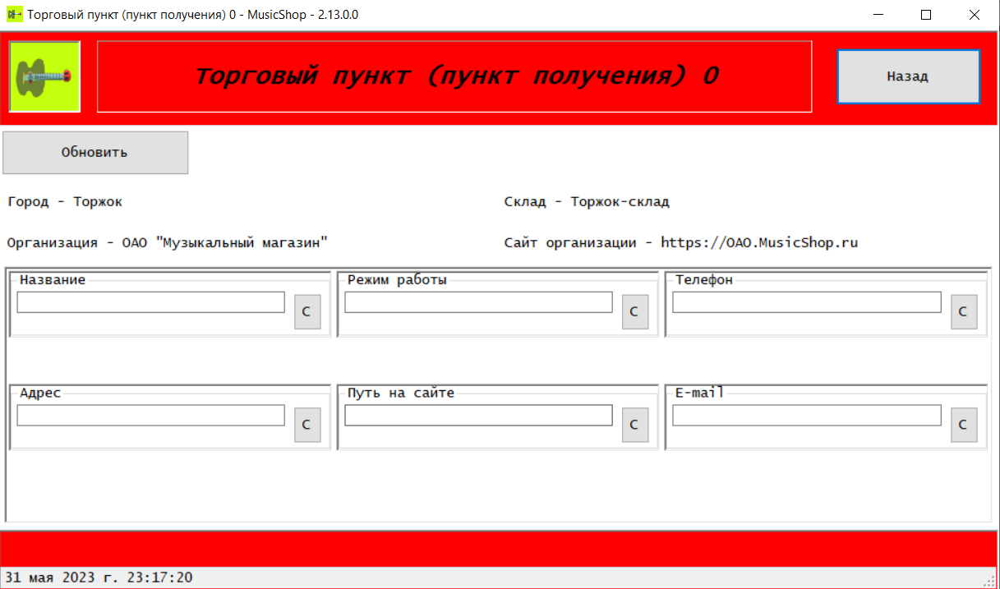 Торговый пункт (пункт получения) 0 - MusicShop - 2.13.0.0
Торговый пункт (пункт получения) 0
Назад
Обновить
Город - Торжок
Склад - Торжок-склад
Организация - ОАО "Музыкальный магазин"
Сайт организации - https://ОАО.MusicShop.ru
Название
Режим работы
Телефон
С
С
С
Адрес
Путь на сайте
E-mail
С
С
С
31 мая 2023 г. 23:17:20